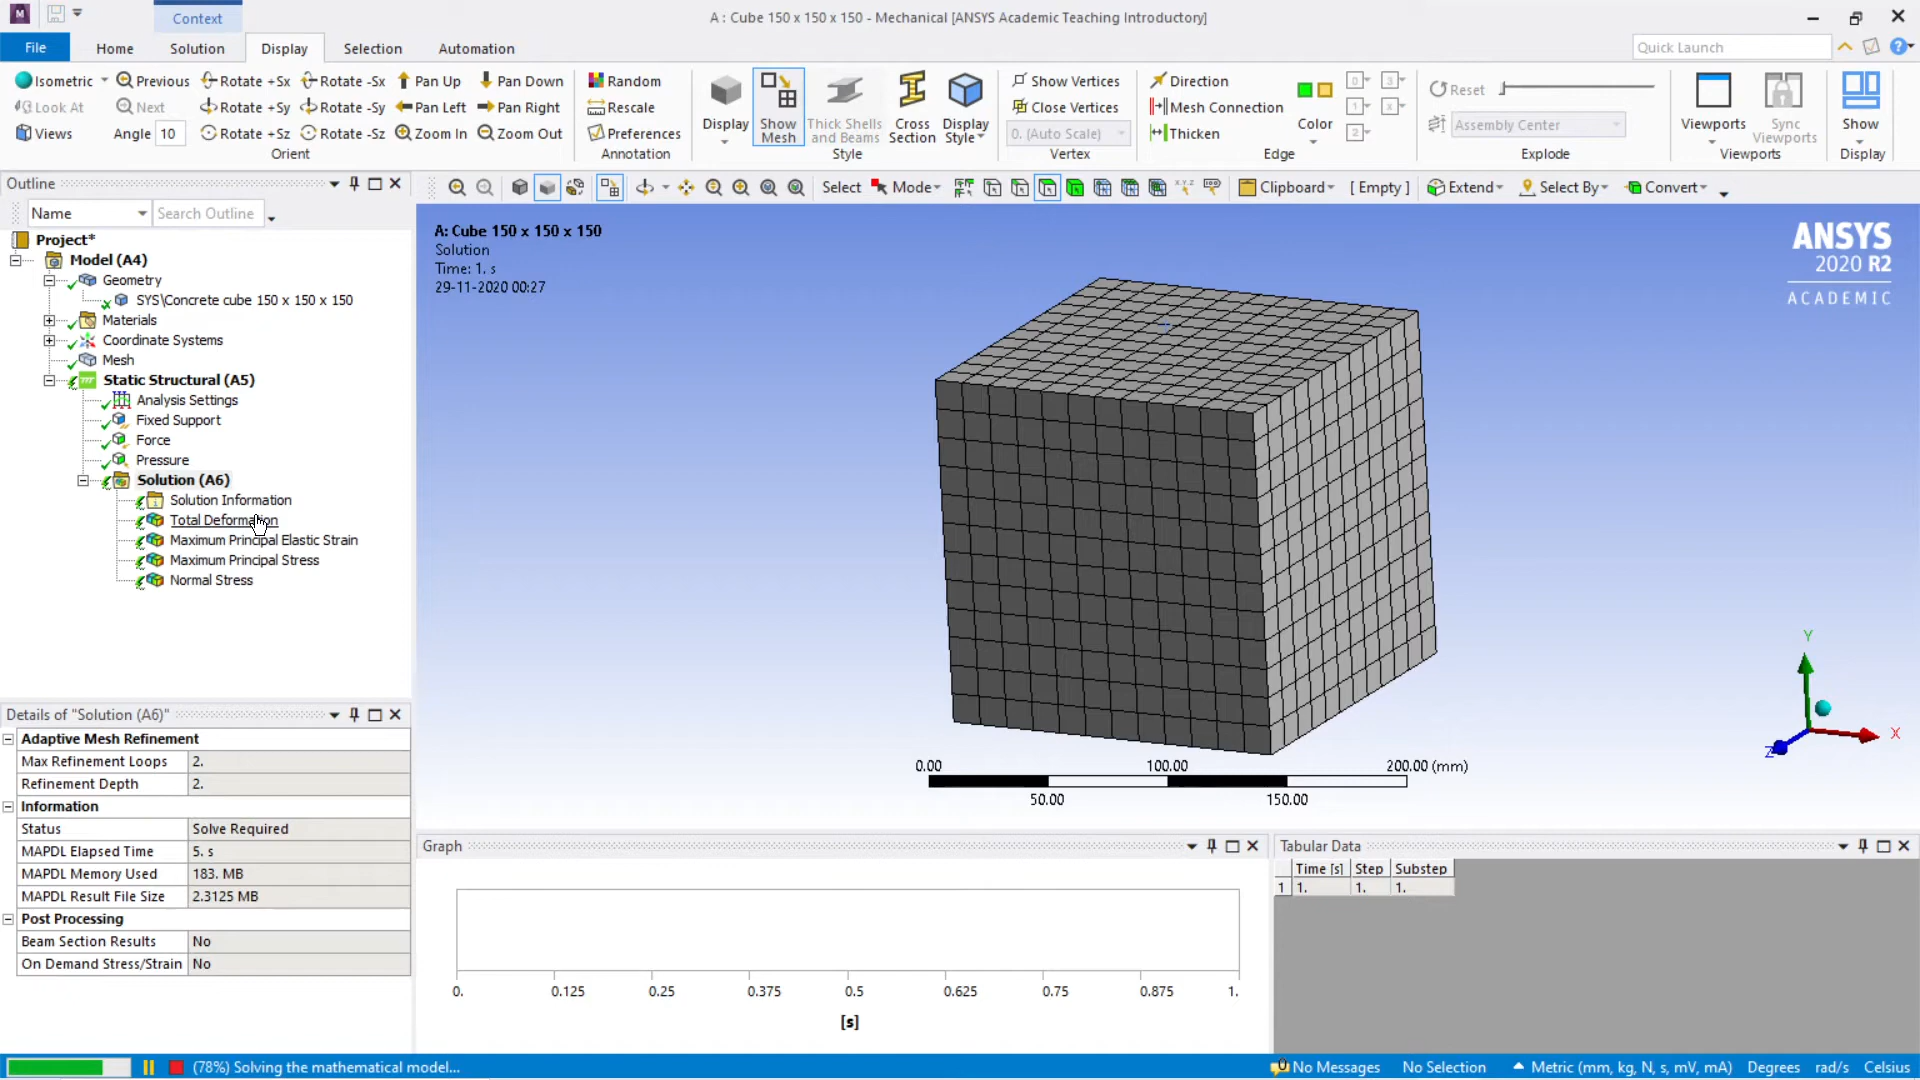 Context
A : Cube 150 x 150 x 150 - Mechanical [ANSYS Academic Teaching Introductory]
File Home Solution Display Selection Automation
Quick Launch
Isometric Previous Rotate +Sx Rotate -Sx Pan Up Pan Down
Look At Next Rotate +Sy Rotate -Sy Pan Left Pan Right
Views Angle 10 Rotate +Sz Rotate -Sz Zoom In Zoom Out
Orient
Random
Rescale
Preferences
Annotation
Display
Show Mesh
Thick Shells and Beams
Cross Section
Display Style
Style
Show Vertices
Close Vertices
0. (Auto Scale)
Vertex
Direction
Mesh Connection
Thicken
Color
0 3
1 x
2
Edge
Reset
Assembly Center
Explode
Viewports
Sync Viewports
Viewports
Show
Display
Outline
Name Search Outline
Select Mode Clipboard [ Empty ] Extend Select By Convert
Project*
Model (A4)
Geometry
SYS\Concrete cube 150 x 150 x 150
Materials
Coordinate Systems
Mesh
Static Structural (A5)
Analysis Settings
Fixed Support
Force
Pressure
Solution (A6)
Solution Information
Total Deformation
Maximum Principal Elastic Strain
Maximum Principal Stress
Normal Stress
A: Cube 150 x 150 x 150
Solution
Time: 1. s
29-11-2020 00:27
ANSYS
2020 R2
ACADEMIC
Y
X
Z
0.00 100.00 200.00 (mm)
50.00 150.00
Details of "Solution (A6)"
Adaptive Mesh Refinement
Max Refinement Loops 2.
Refinement Depth 2.
Information
Status Solve Required
MAPDL Elapsed Time 5. s
MAPDL Memory Used 183. MB
MAPDL Result File Size 2.3125 MB
Post Processing
Beam Section Results No
On Demand Stress/Strain No
Graph
0. 0.125 0.25 0.375 0.5 0.625 0.75 0.875 1.
[s]
Tabular Data
Time [s] Step Substep
1 1. 1. 1.
(78%) Solving the mathematical model...
No Messages No Selection Metric (mm, kg, N, s, mV, mA) Degrees rad/s Celsius